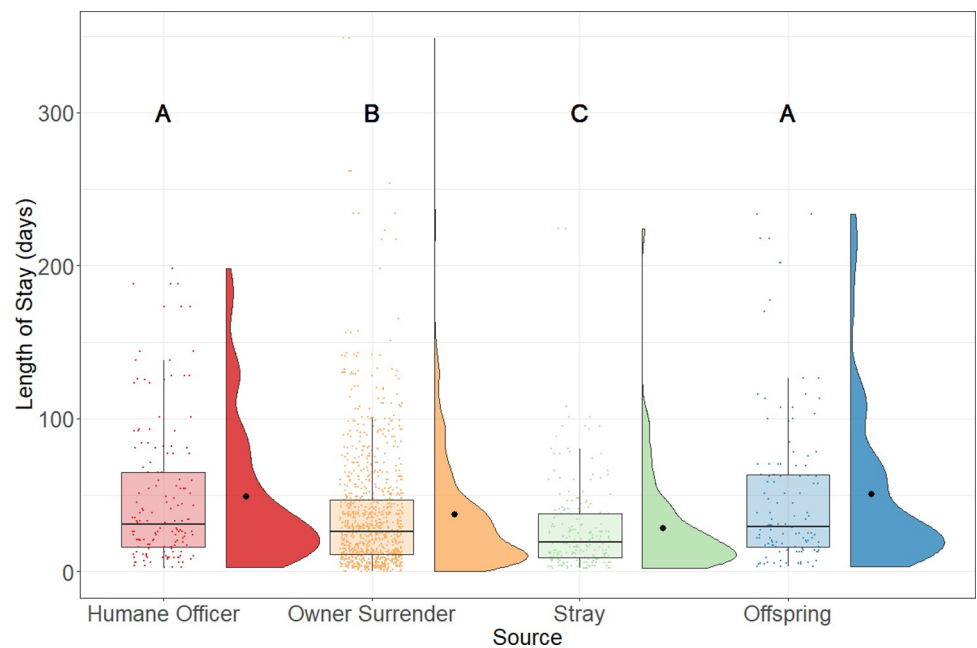 A B C A
300
200
100
0
Length of Stay (days)
Humane Officer Owner Surrender Stray Offspring
Source